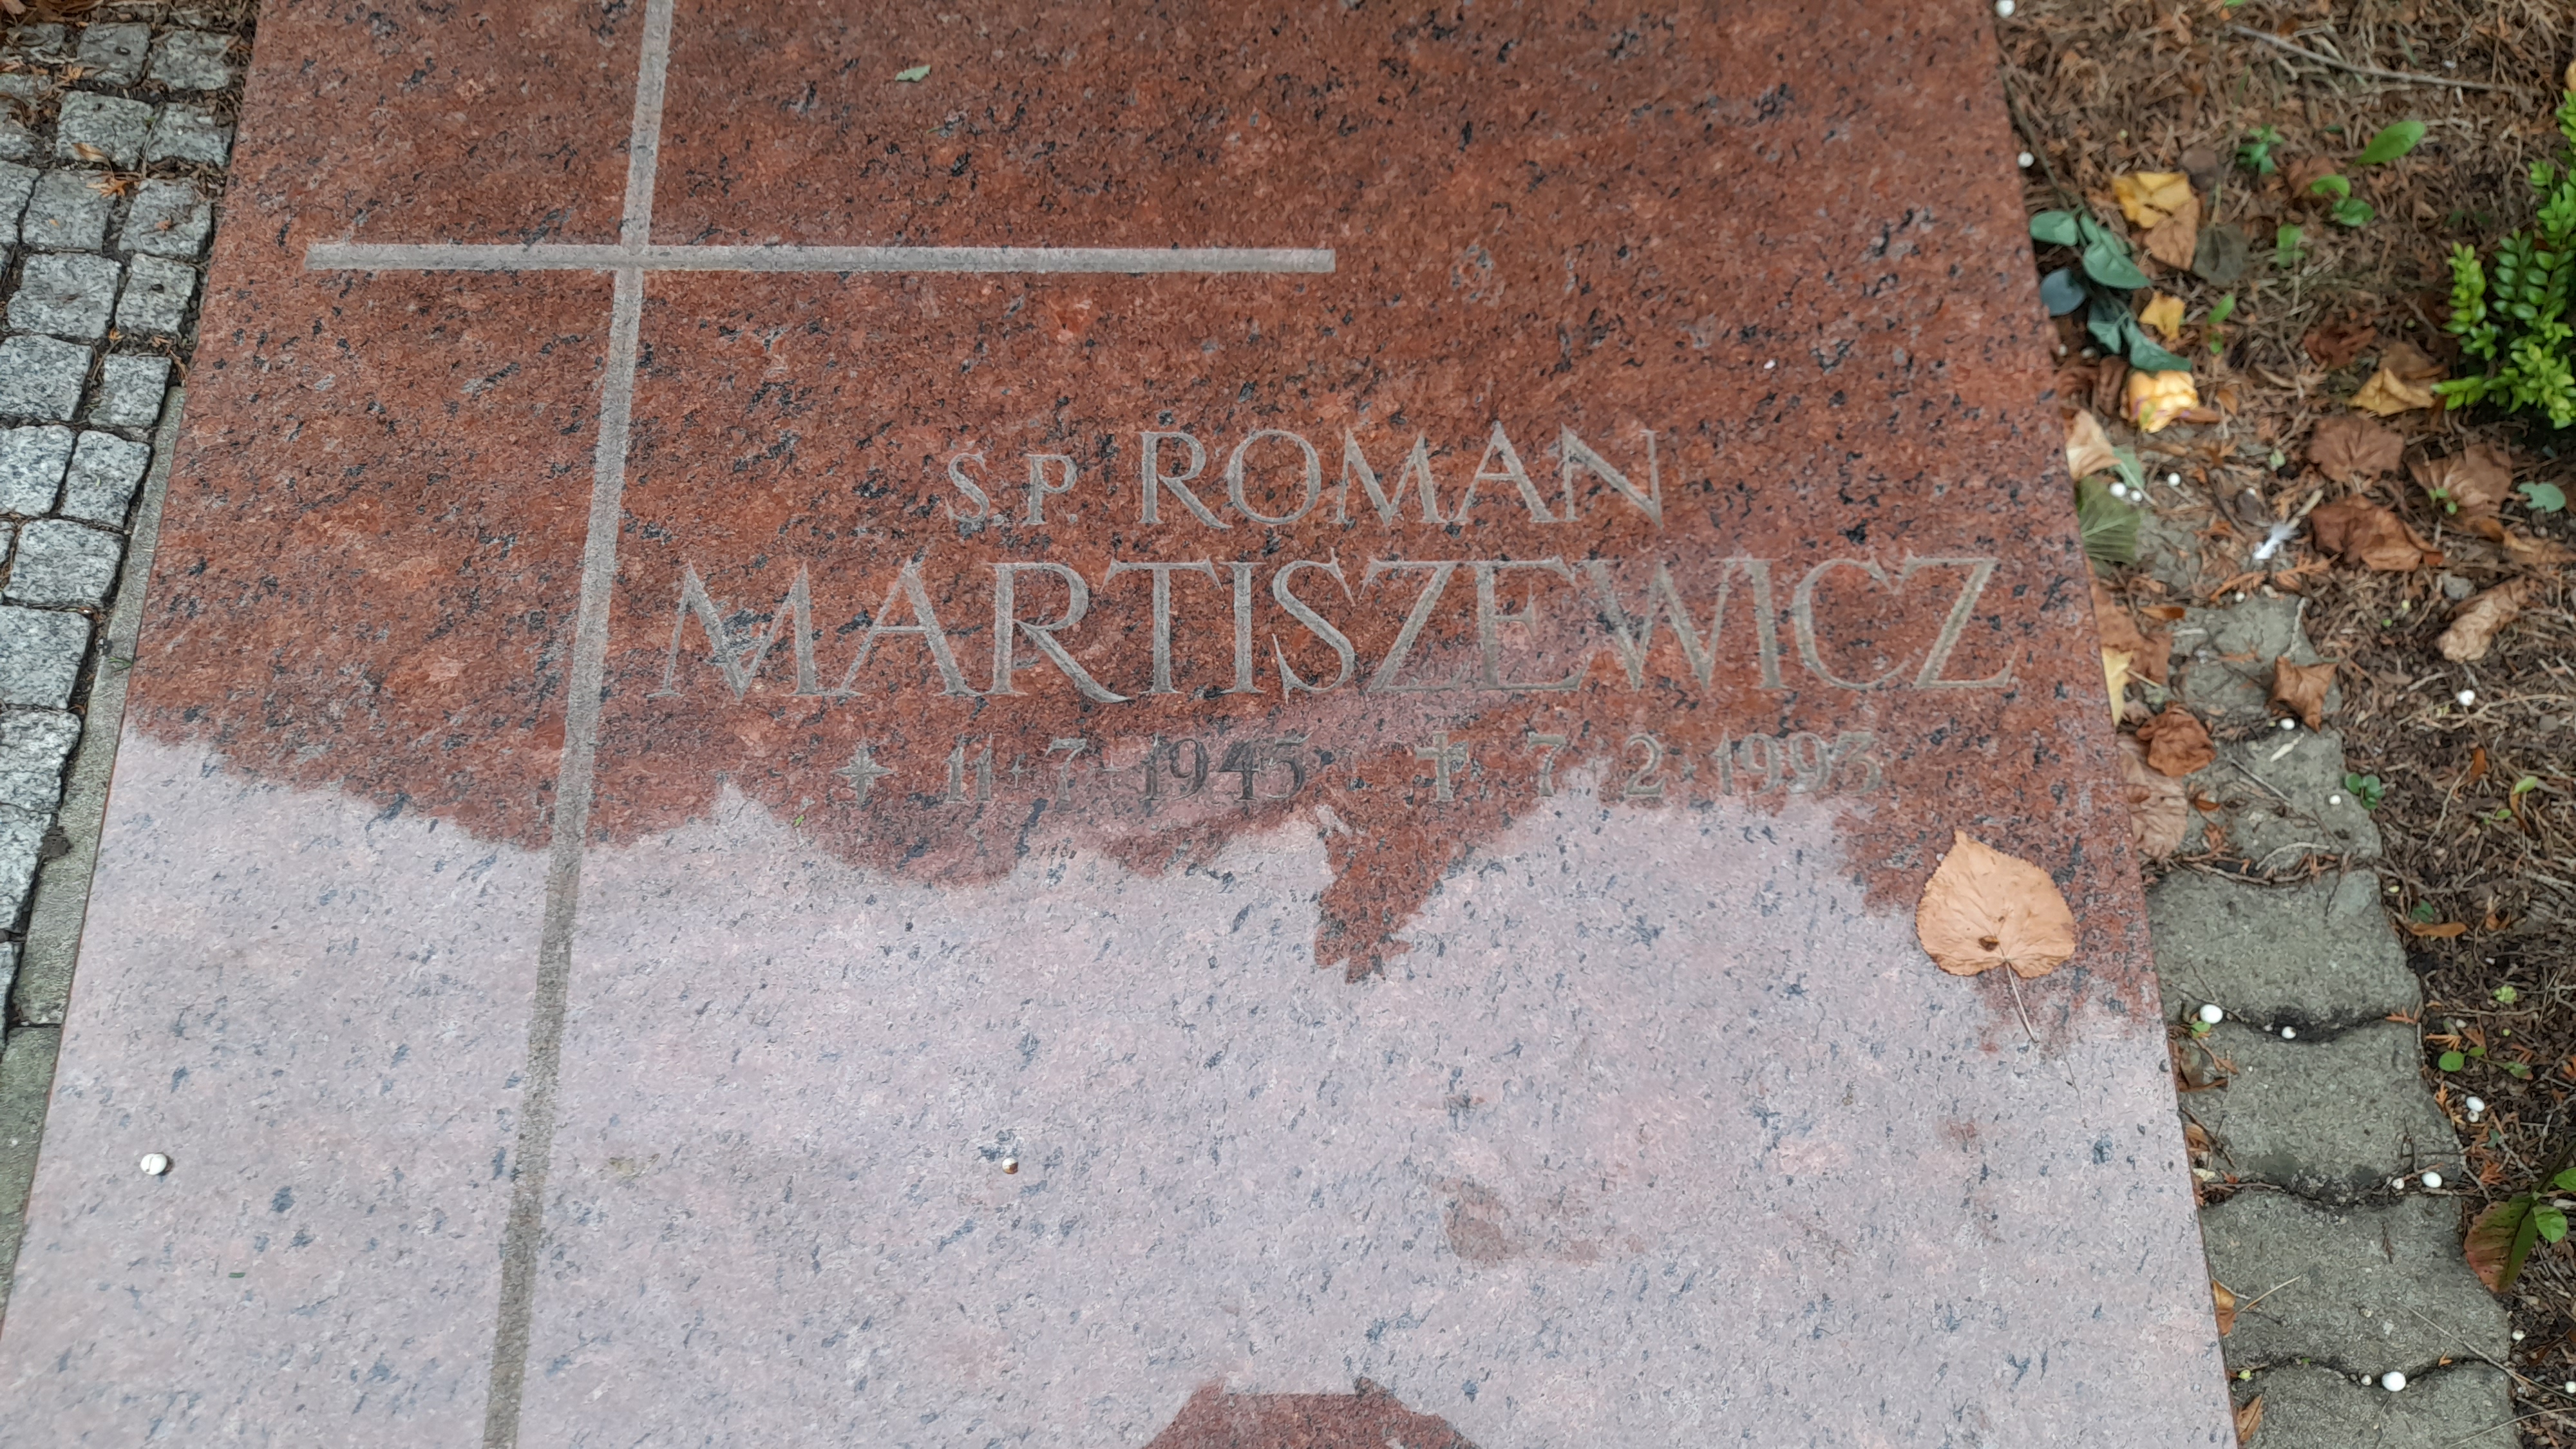 S.P. ROMAN
MARTISZEWICZ
11·7·1945 † 7·2·1993